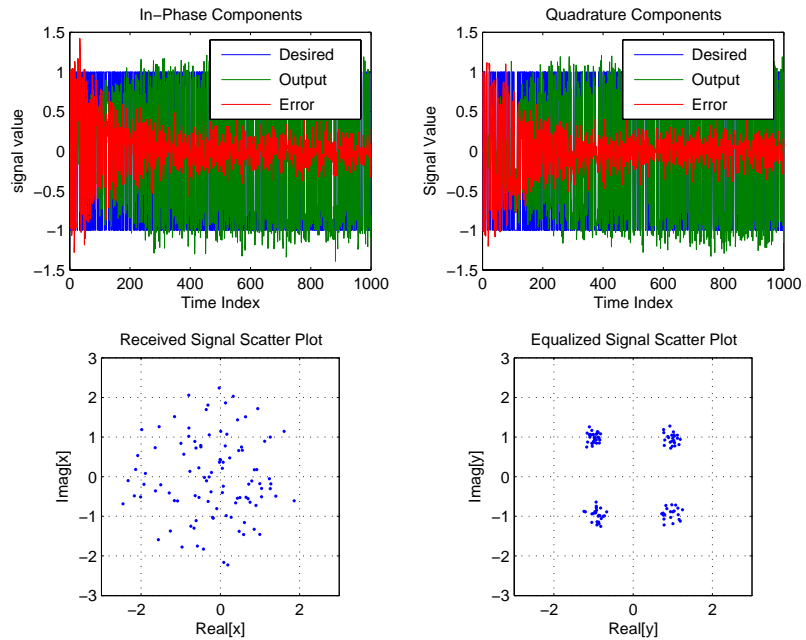 In−Phase Components
Desired
Output
Error
1.5
1
0.5
0
−0.5
−1
−1.5
signal value
0 200 400 600 800 1000
Time Index
Quadrature Components
Desired
Output
Error
1.5
1
0.5
0
−0.5
−1
−1.5
Signal Value
0 200 400 600 800 1000
Time Index
Received Signal Scatter Plot
3
2
1
0
−1
−2
−3
Imag[x]
−2 0 2
Real[x]
Equalized Signal Scatter Plot
3
2
1
0
−1
−2
−3
Imag[y]
−2 0 2
Real[y]